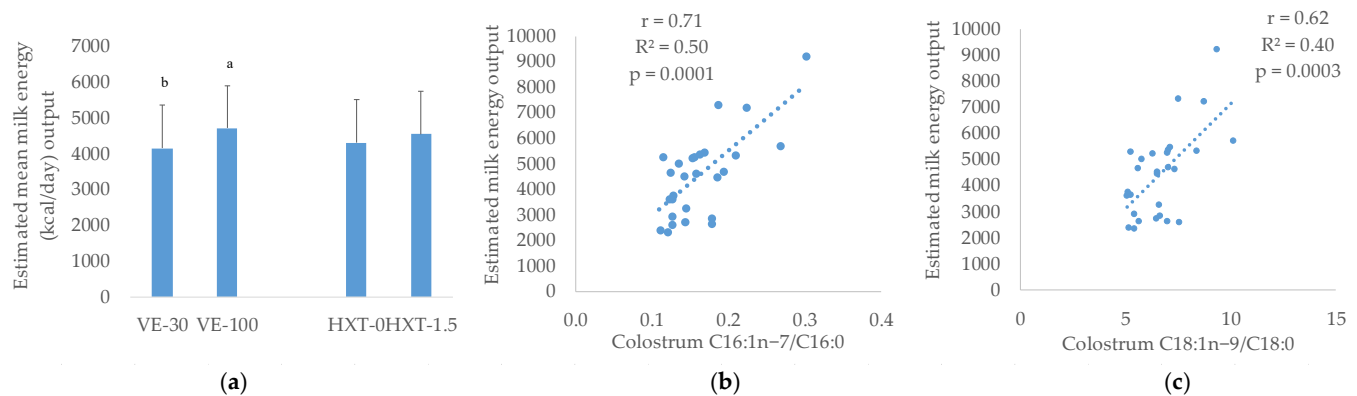 Estimated mean milk energy
(kcal/day) output
7000
6000
5000
4000
3000
2000
1000
0
b
a
VE-30 VE-100 HXT-0 HXT-1.5
(a)
r = 0.71
R² = 0.50
p = 0.0001
Estimated milk energy output
10000
9000
8000
7000
6000
5000
4000
3000
2000
1000
0
0.0 0.1 0.2 0.3 0.4
Colostrum C16:1n−7/C16:0
(b)
r = 0.62
R² = 0.40
p = 0.0003
Estimated milk energy output
10000
9000
8000
7000
6000
5000
4000
3000
2000
1000
0
0 5 10 15
Colostrum C18:1n−9/C18:0
(c)